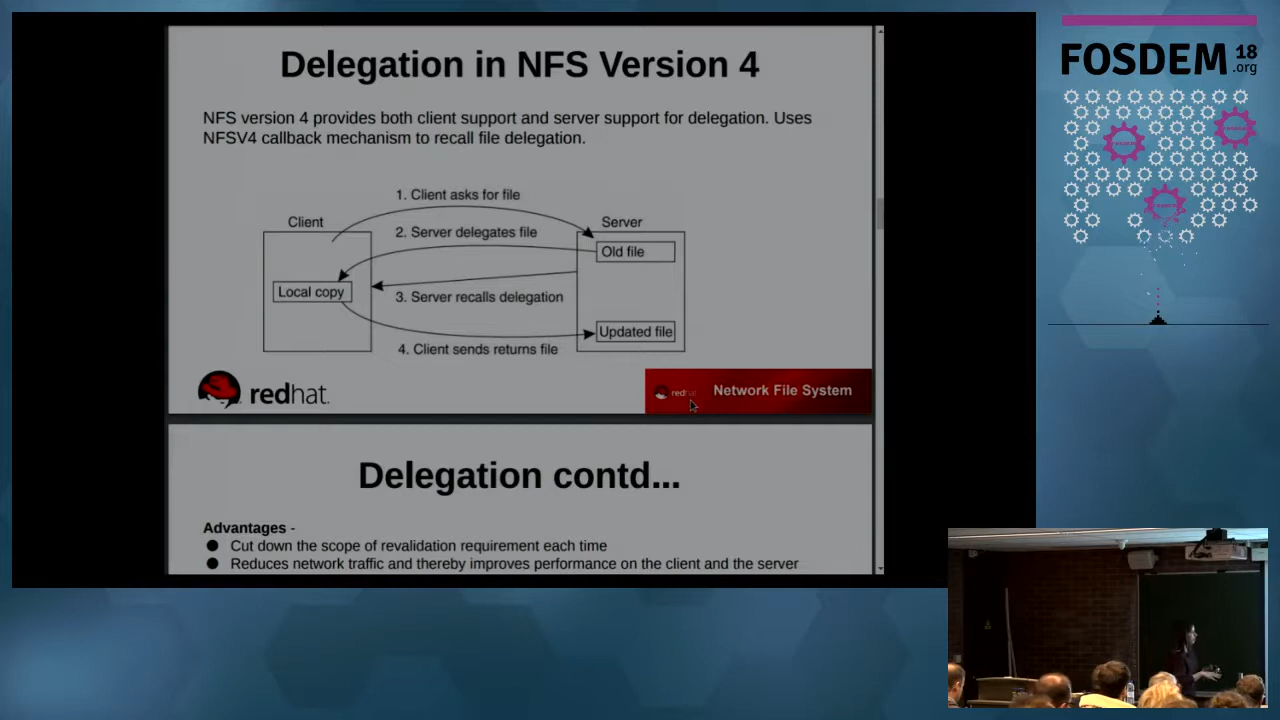 Delegation in NFS Version 4
NFS version 4 provides both client support and server support for delegation. Uses
NFSV4 callback mechanism to recall file delegation.
1. Client asks for file
Client
Server
2. Server delegates file
Old file
Local copy
3. Server recalls delegation
Updated file
4. Client sends returns file
redhat.
redhat
Network File System
Delegation contd...
Advantages -
● Cut down the scope of revalidation requirement each time
● Reduces network traffic and thereby improves performance on the client and the server
FOSDEM 18
.org